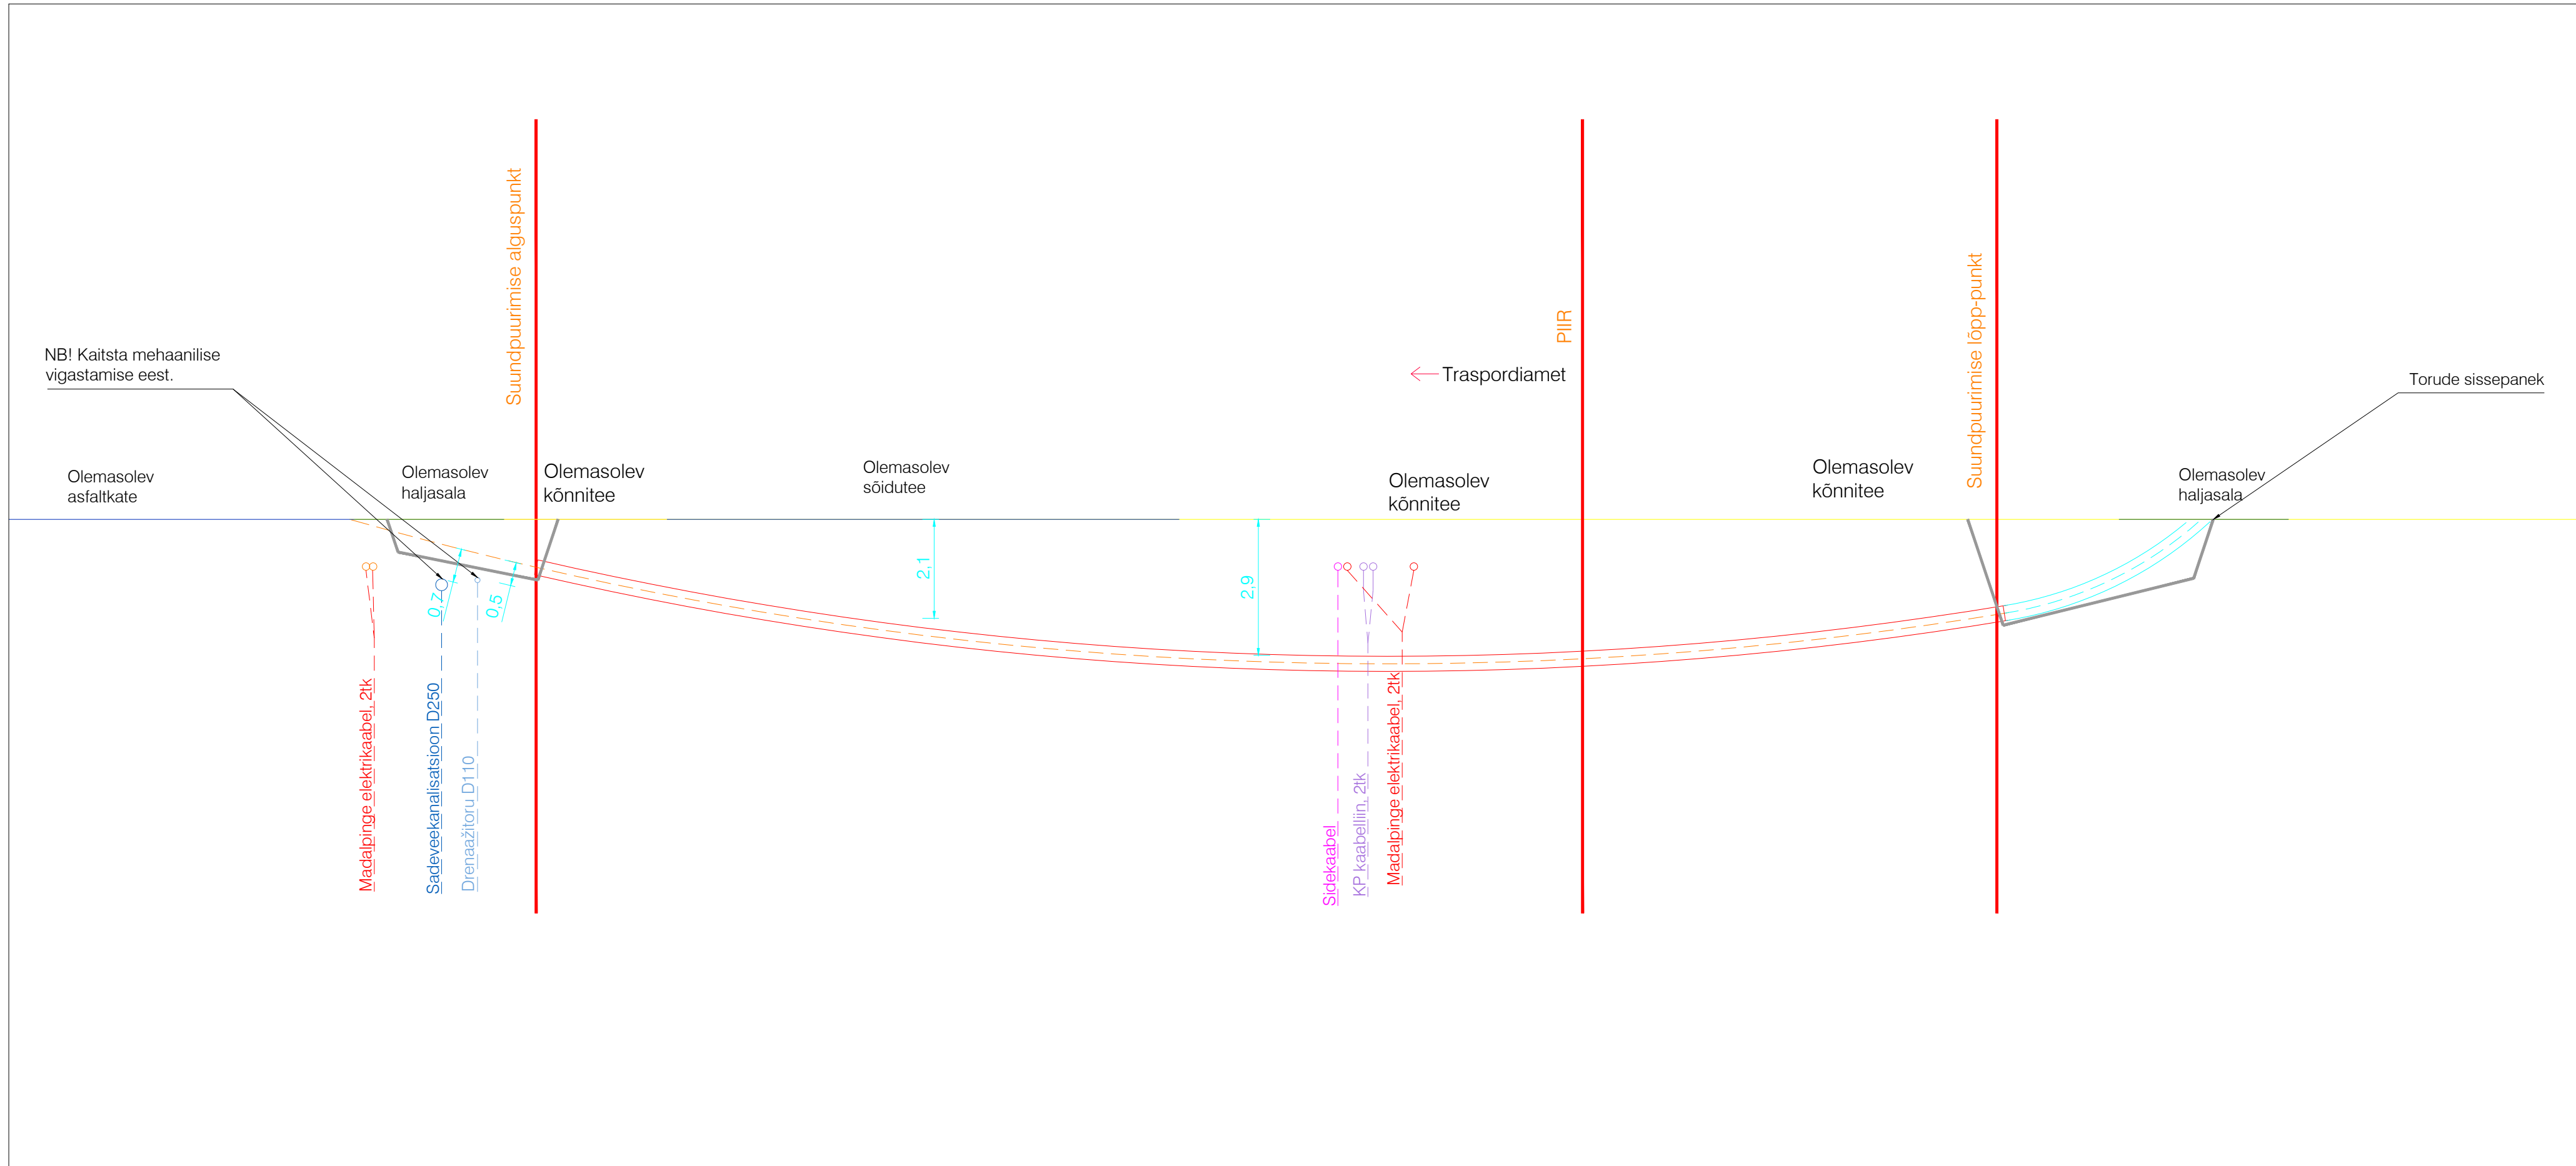 Suundpuurimise alguspunkt
PIIR
Suundpuurimise lõpp-punkt
NB! Kaitsta mehaanilise
vigastamise eest.
Traspordiamet
Torude sissepanek
Olemasolev
asfaltkate
Olemasolev
haljasala
Olemasolev
kõnnitee
Olemasolev
sõidutee
Olemasolev
kõnnitee
Olemasolev
kõnnitee
Olemasolev
haljasala
0,7
0,5
2,1
2,9
Madalpinge elektrikaabel, 2tk
Sadeveekanalisatsioon D250
Drenaažitoru D110
Sidekaabel
KP kaabelliin, 2tk
Madalpinge elektrikaabel, 2tk